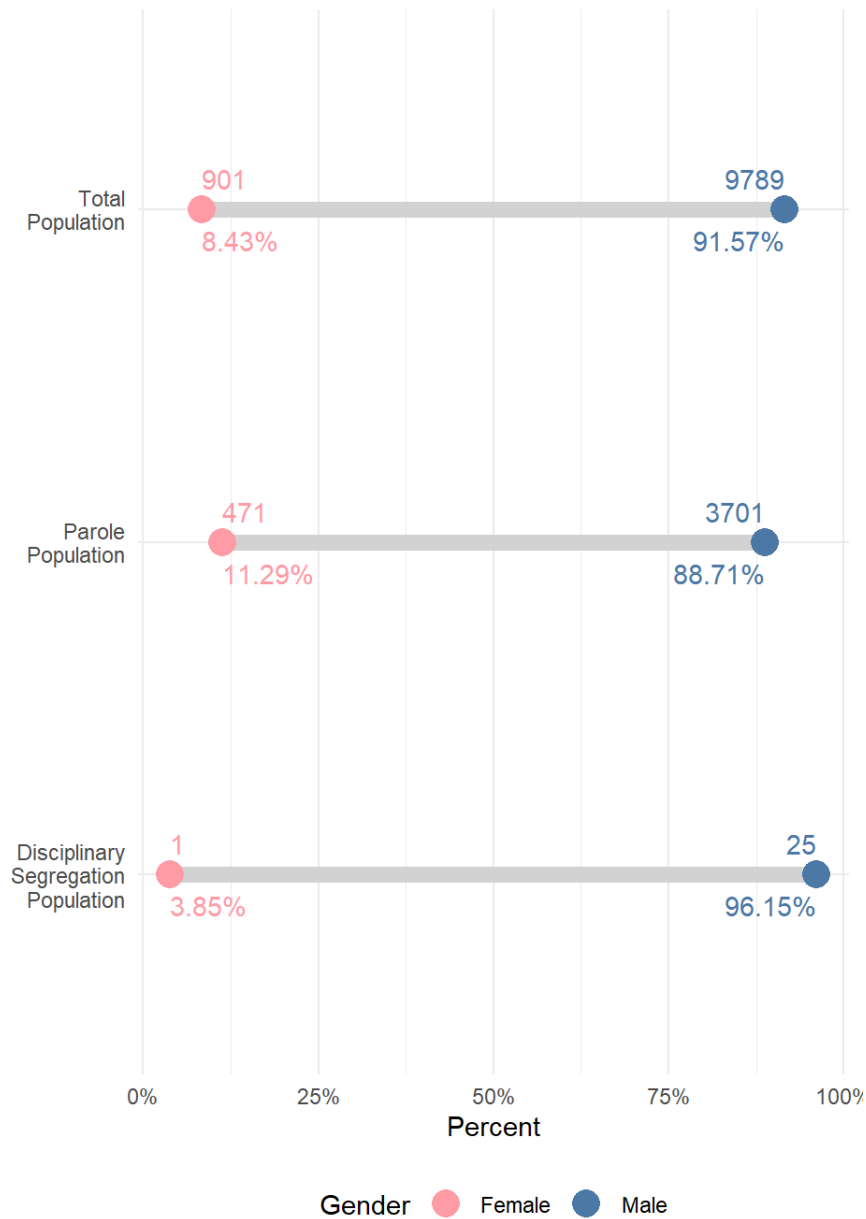 901
9789
Total
Population
8.43%
91.57%
471
3701
Parole
Population
11.29%
88.71%
1
25
Disciplinary
Segregation
Population
3.85%
96.15%
0%
25%
50%
75%
100%
Percent
Gender
Female
Male